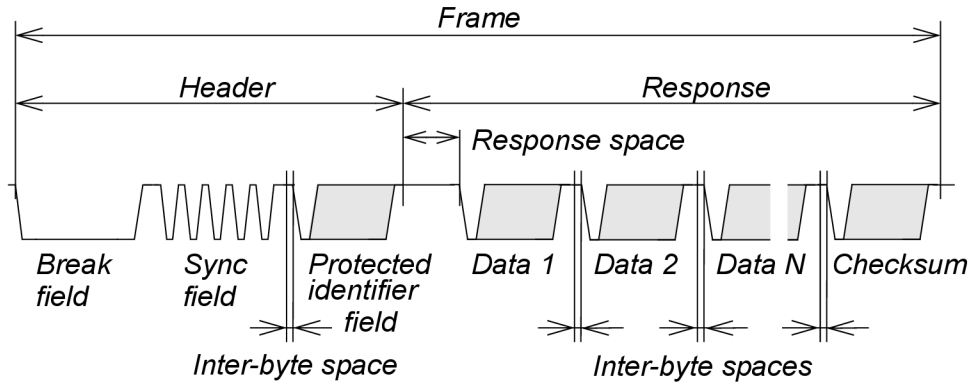 Frame
Header
Response
Response space
Break
field
Sync
field
Protected
identifier
field
Data 1
Data 2
Data N
Checksum
Inter-byte space
Inter-byte spaces